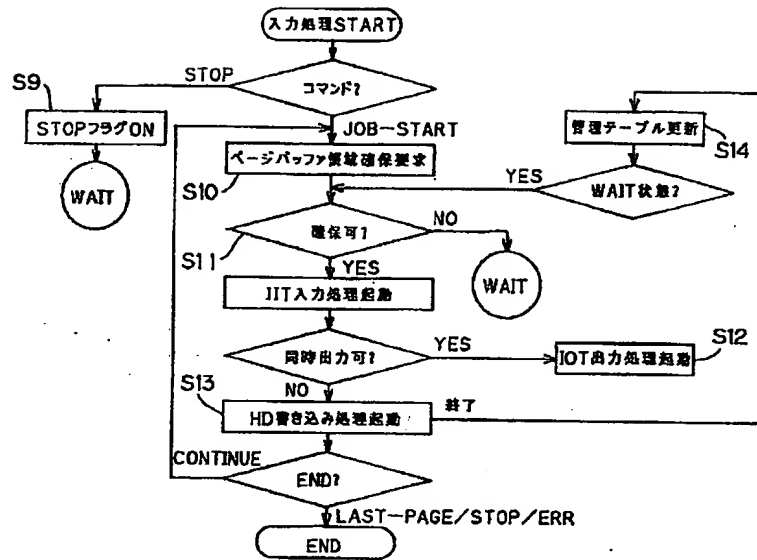 入力処理START
コマンド?
STOP
S9
STOPフラグON
WAIT
JOB-START
ページバッファ領域確保要求
S10
管理テーブル更新
S14
WAIT状態?
YES
確保可?
S11
NO
WAIT
YES
IIT入力処理起動
同時出力可?
YES
IOT出力処理起動
S12
NO
S13
HD書き込み処理起動
終了
CONTINUE
END?
LAST-PAGE/STOP/ERR
END